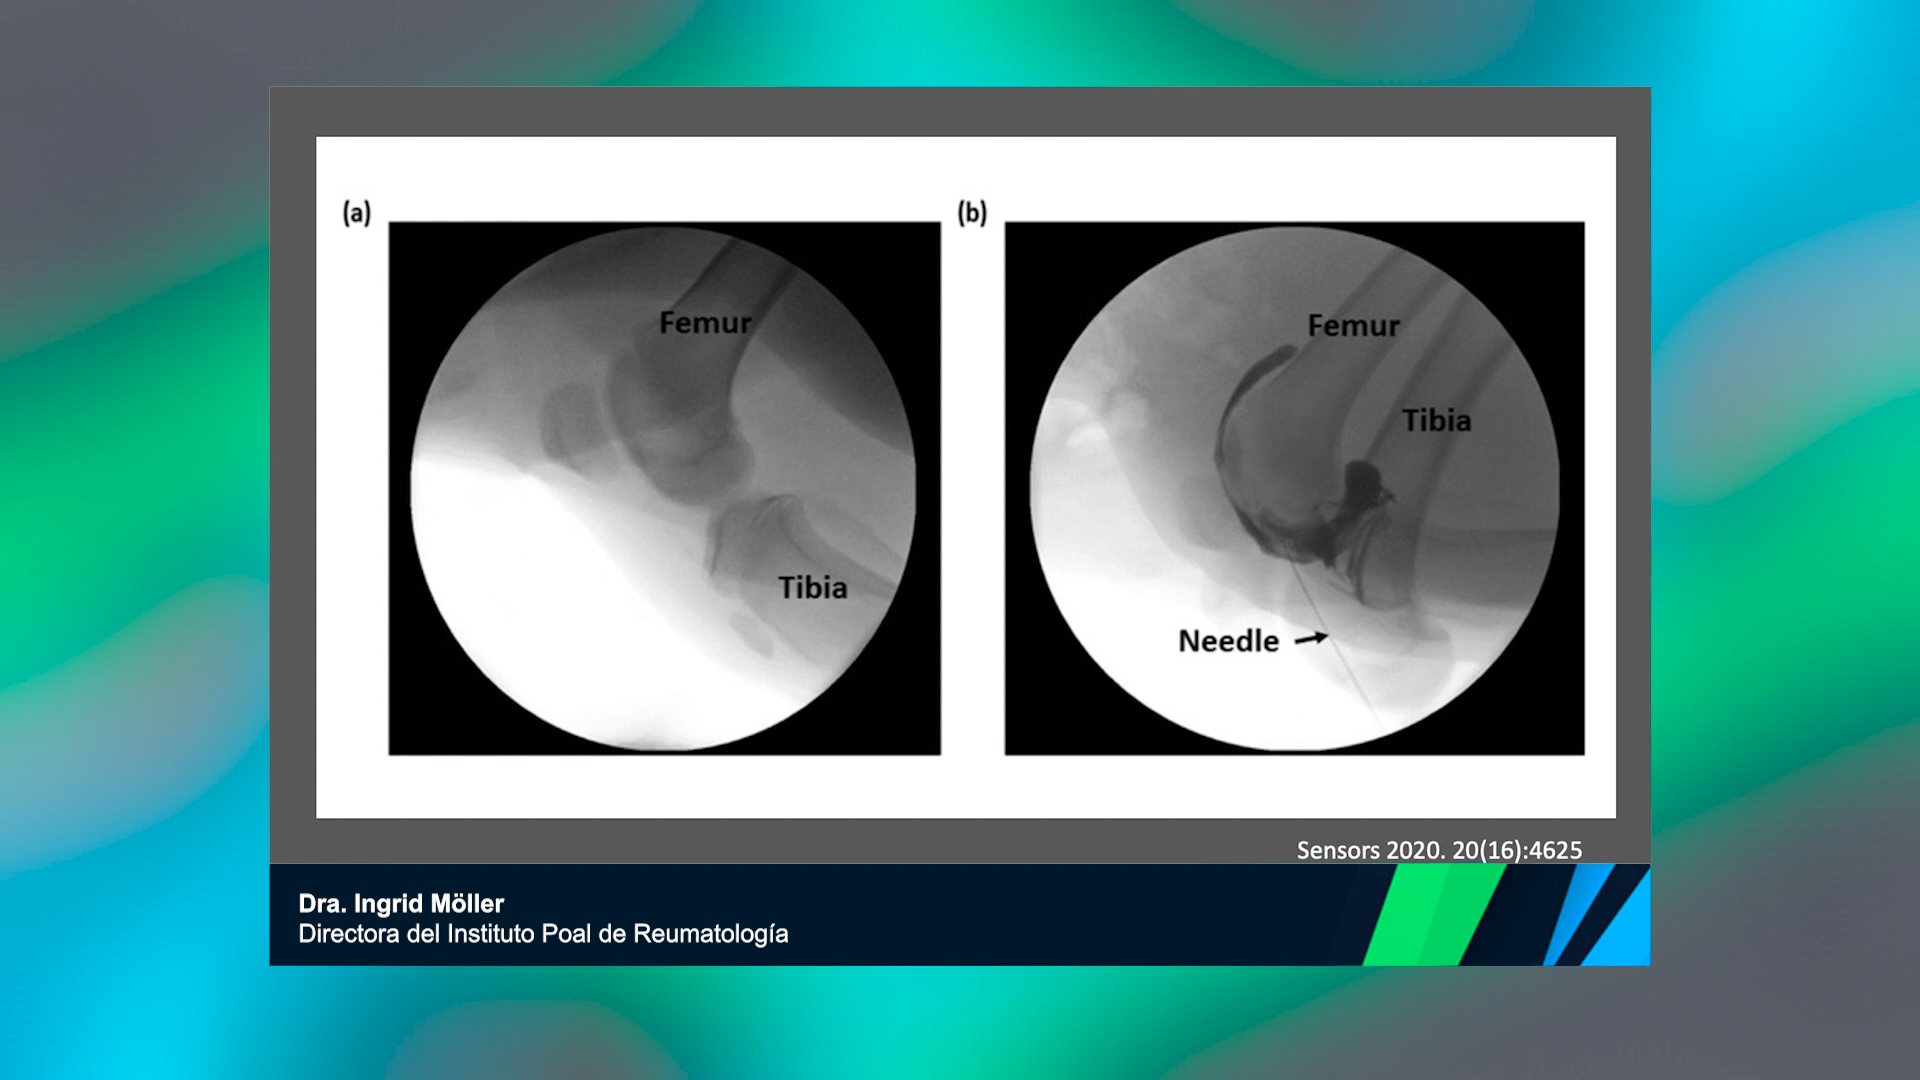 (a)
Femur
Tibia
(b)
Femur
Tibia
Needle
Sensors 2020. 20(16):4625
Dra. Ingrid Möller
Directora del Instituto Poal de Reumatología